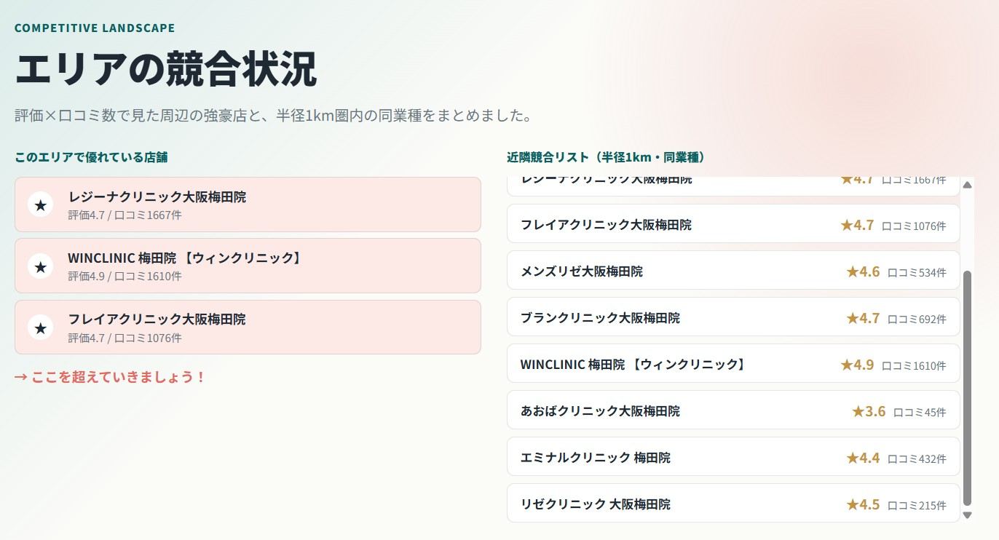 COMPETITIVE LANDSCAPE
エリアの競合状況
評価×口コミ数で見た周辺の強豪店と、半径1km圏内の同業種をまとめました。
このエリアで優れている店舗
★ レジーナクリニック大阪梅田院
評価4.7 / 口コミ1667件
★ WINCLINIC 梅田院 【ウィンクリニック】
評価4.9 / 口コミ1610件
★ フレイアクリニック大阪梅田院
評価4.7 / 口コミ1076件
→ ここを超えていきましょう！
近隣競合リスト（半径1km・同業種）
レジーナクリニック大阪梅田院 ★4.7 口コミ1667件
フレイアクリニック大阪梅田院 ★4.7 口コミ1076件
メンズリゼ大阪梅田院 ★4.6 口コミ534件
ブランクリニック大阪梅田院 ★4.7 口コミ692件
WINCLINIC 梅田院 【ウィンクリニック】 ★4.9 口コミ1610件
あおばクリニック大阪梅田院 ★3.6 口コミ45件
エミナルクリニック 梅田院 ★4.4 口コミ432件
リゼクリニック 大阪梅田院 ★4.5 口コミ215件